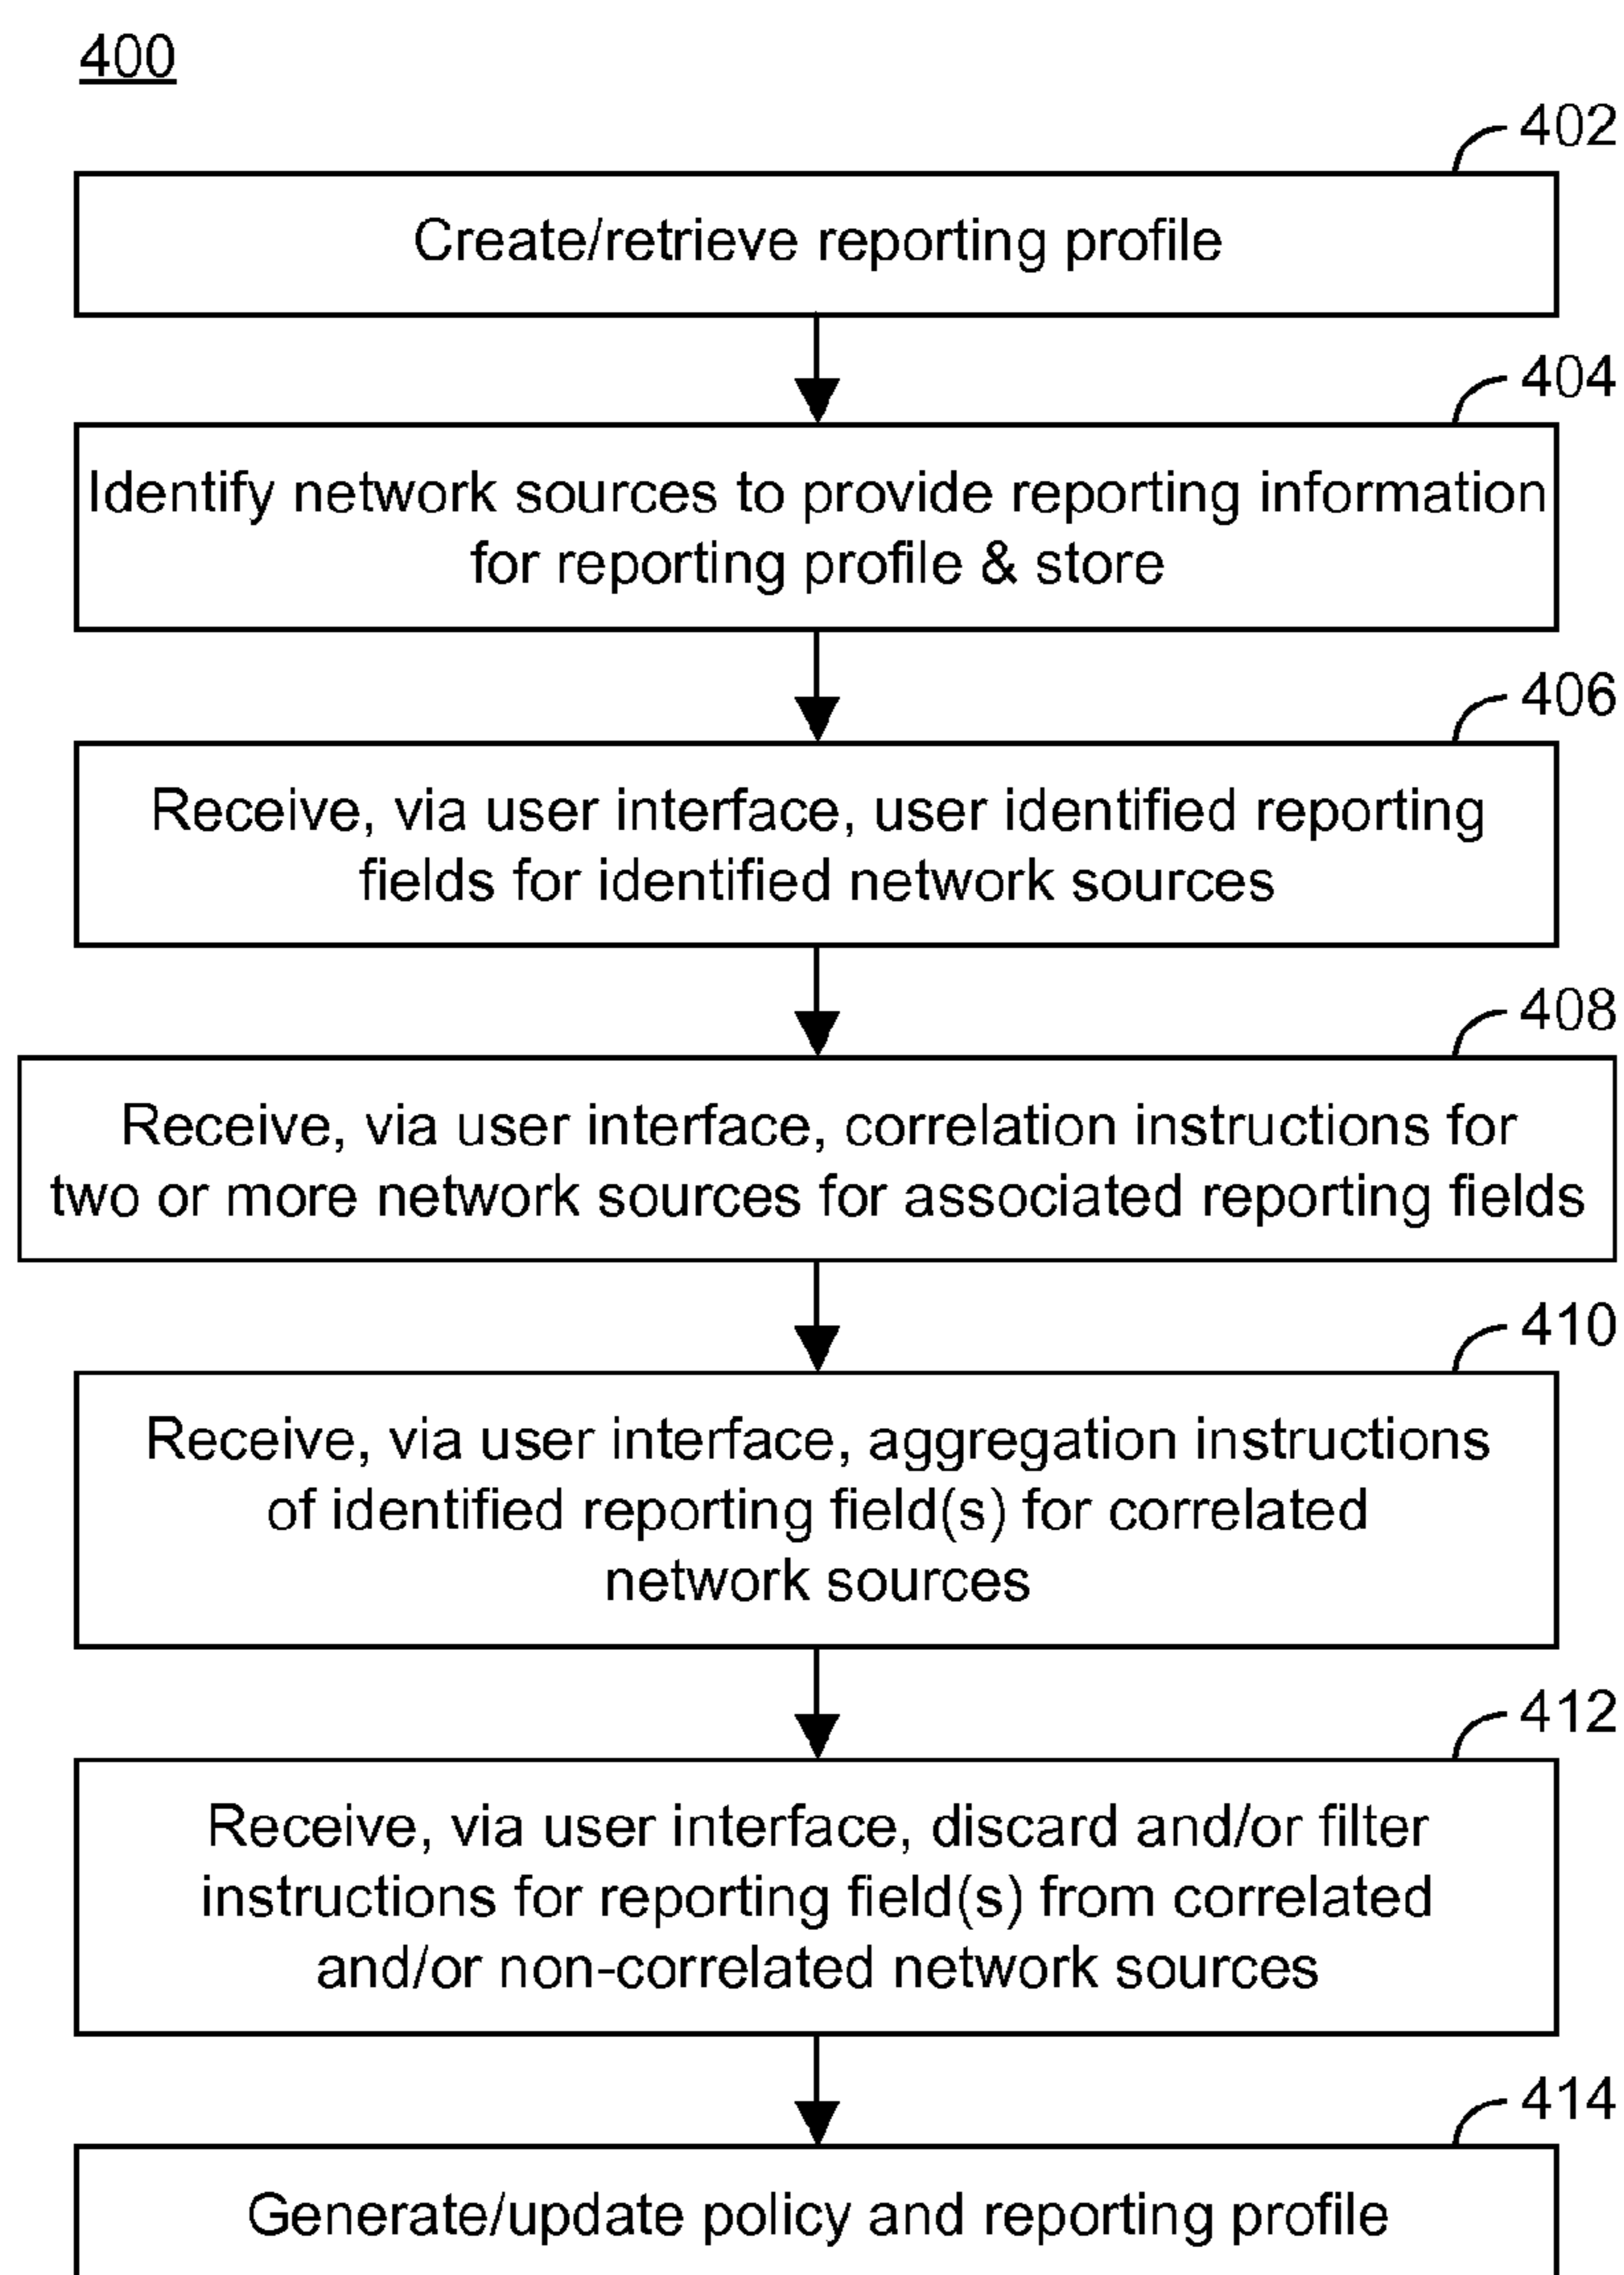 400
402
Create/retrieve reporting profile
404
Identify network sources to provide reporting information
for reporting profile & store
406
Receive, via user interface, user identified reporting
fields for identified network sources
408
Receive, via user interface, correlation instructions for
two or more network sources for associated reporting fields
410
Receive, via user interface, aggregation instructions
of identified reporting field(s) for correlated
network sources
412
Receive, via user interface, discard and/or filter
instructions for reporting field(s) from correlated
and/or non-correlated network sources
414
Generate/update policy and reporting profile